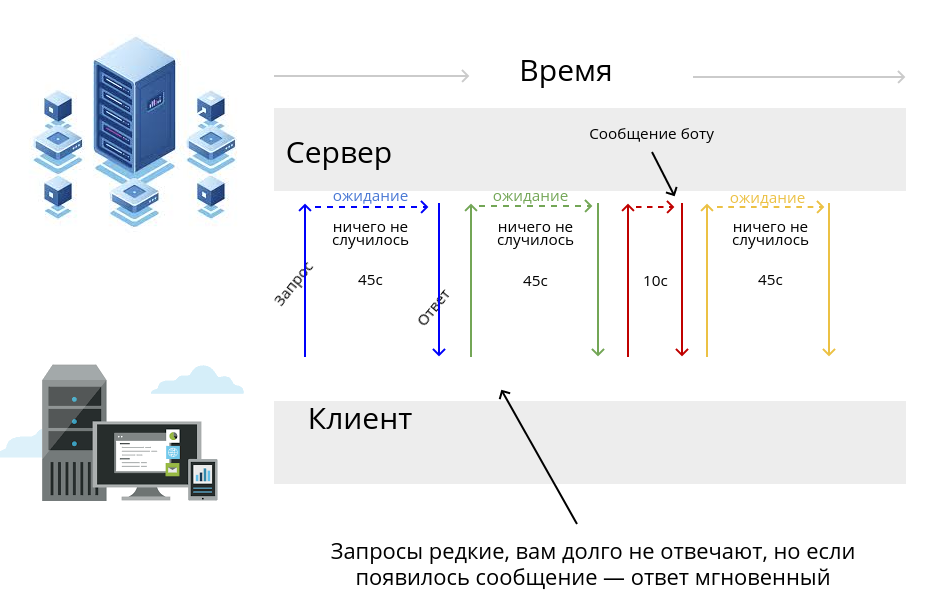 Время
Сервер
Сообщение боту
ожидание
ожидание
ожидание
ничего не
случилось
ничего не
случилось
ничего не
случилось
Запрос
45с
Ответ
45с
10с
45с
Клиент
Запросы редкие, вам долго не отвечают, но если
появилось сообщение — ответ мгновенный